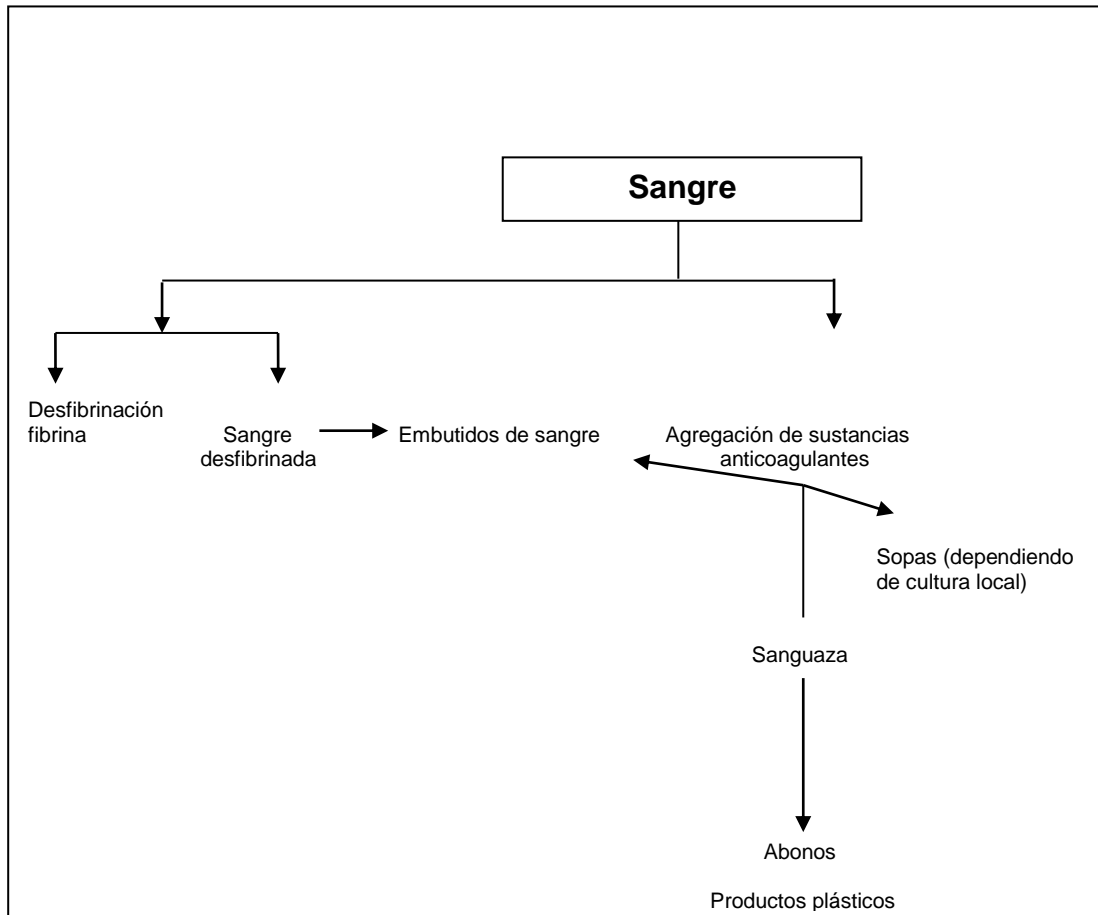 Sangre
Desfibrinación
fibrina
Sangre
desfibrinada
Embutidos de sangre
Agregación de sustancias
anticoagulantes
Sopas (dependiendo
de cultura local)
Sanguaza
Abonos
Productos plásticos